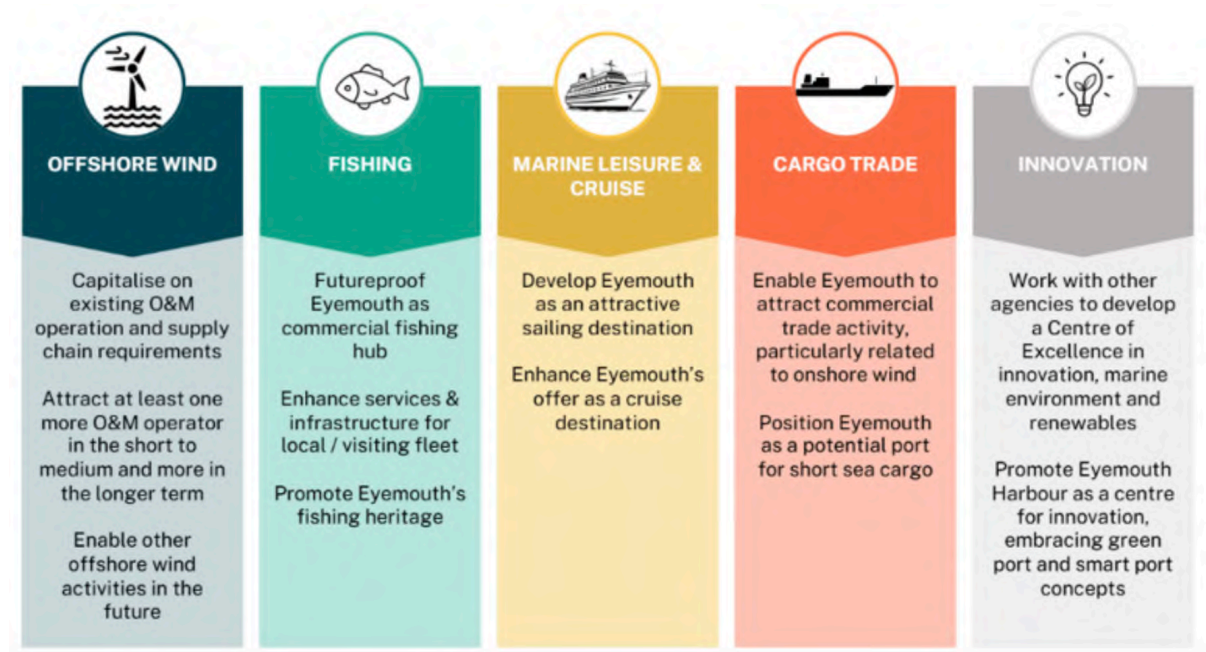 OFFSHORE WIND
Capitalise on
existing O&M
operation and supply
chain requirements
Attract at least one
more O&M operator
in the short to
medium and more in
the longer term
Enable other
offshore wind
activities in the
future
FISHING
Futureproof
Eyemouth as
commercial fishing
hub
Enhance services &
infrastructure for
local / visiting fleet
Promote Eyemouth's
fishing heritage
MARINE LEISURE &
CRUISE
Develop Eyemouth
as an attractive
sailing destination
Enhance Eyemouth's
offer as a cruise
destination
CARGO TRADE
Enable Eyemouth to
attract commercial
trade activity,
particularly related
to onshore wind
Position Eyemouth
as a potential port
for short sea cargo
INNOVATION
Work with other
agencies to develop
a Centre of
Excellence in
innovation, marine
environment and
renewables
Promote Eyemouth
Harbour as a centre
for innovation,
embracing green
port and smart port
concepts